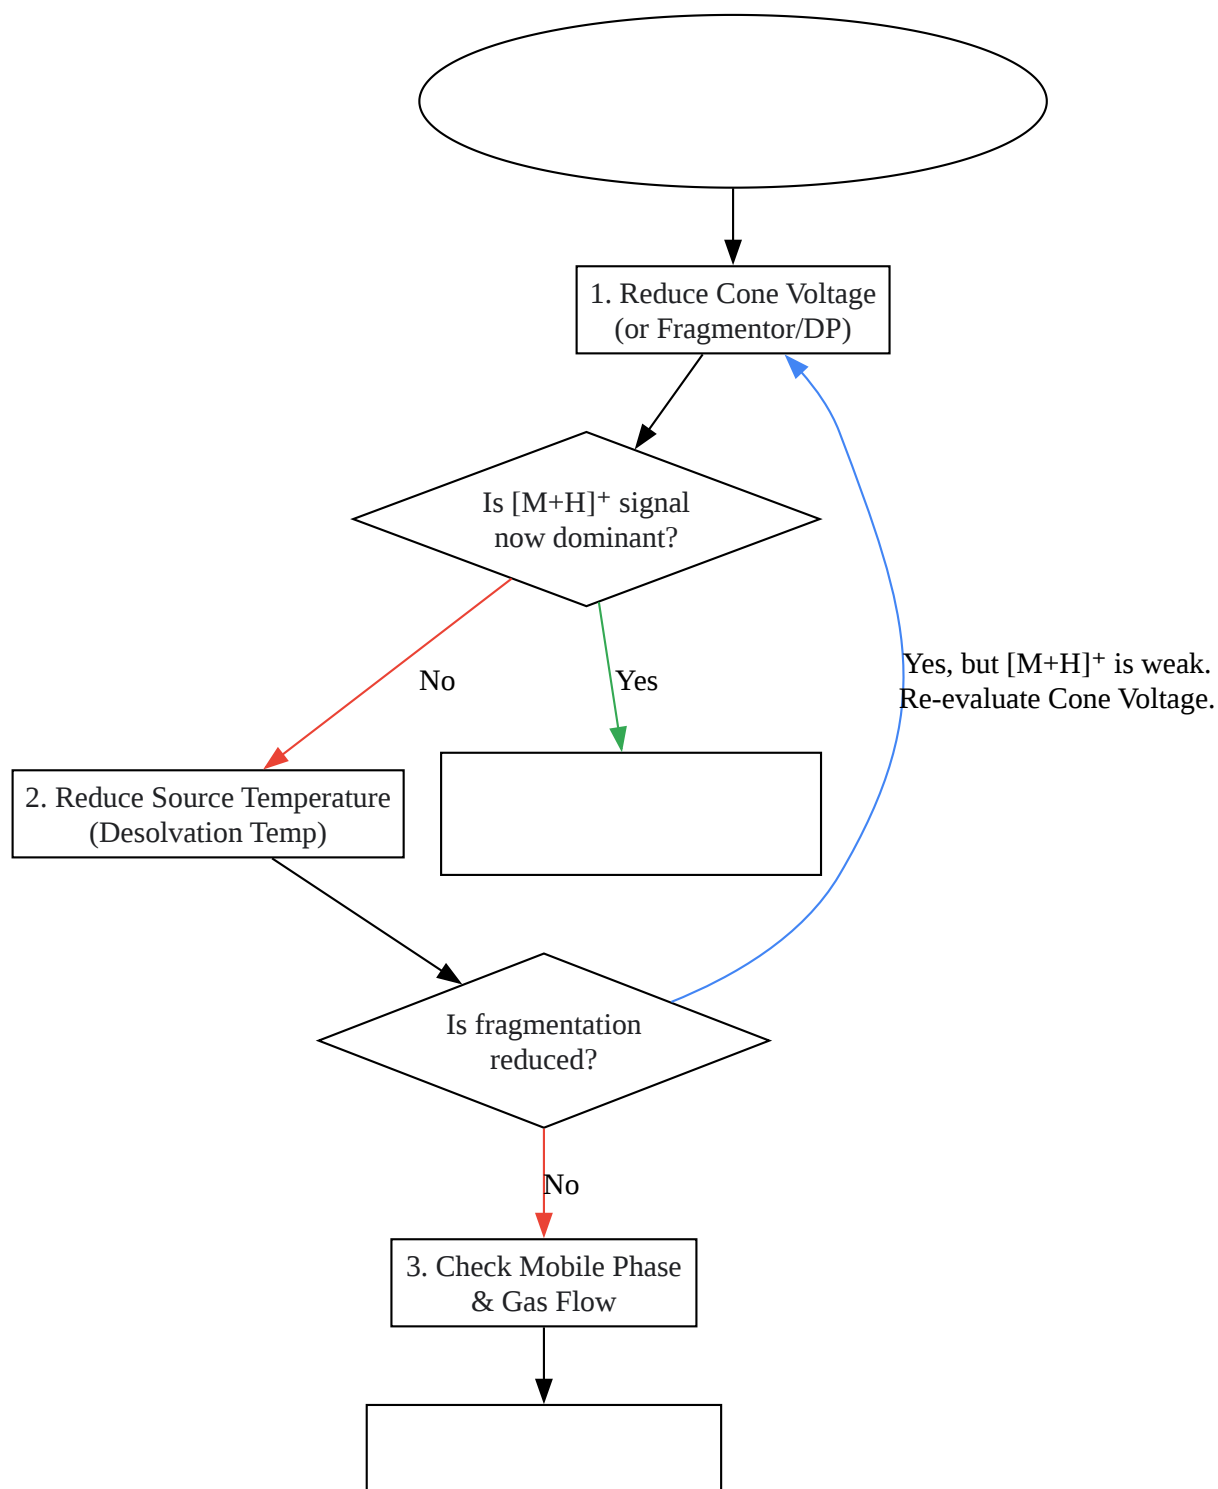 1. Reduce Cone Voltage
(or Fragmentor/DP)
Is [M+H]⁺ signal
now dominant?
No
Yes
Yes, but [M+H]⁺ is weak.
Re-evaluate Cone Voltage.
2. Reduce Source Temperature
(Desolvation Temp)
Is fragmentation
reduced?
No
3. Check Mobile Phase
& Gas Flow